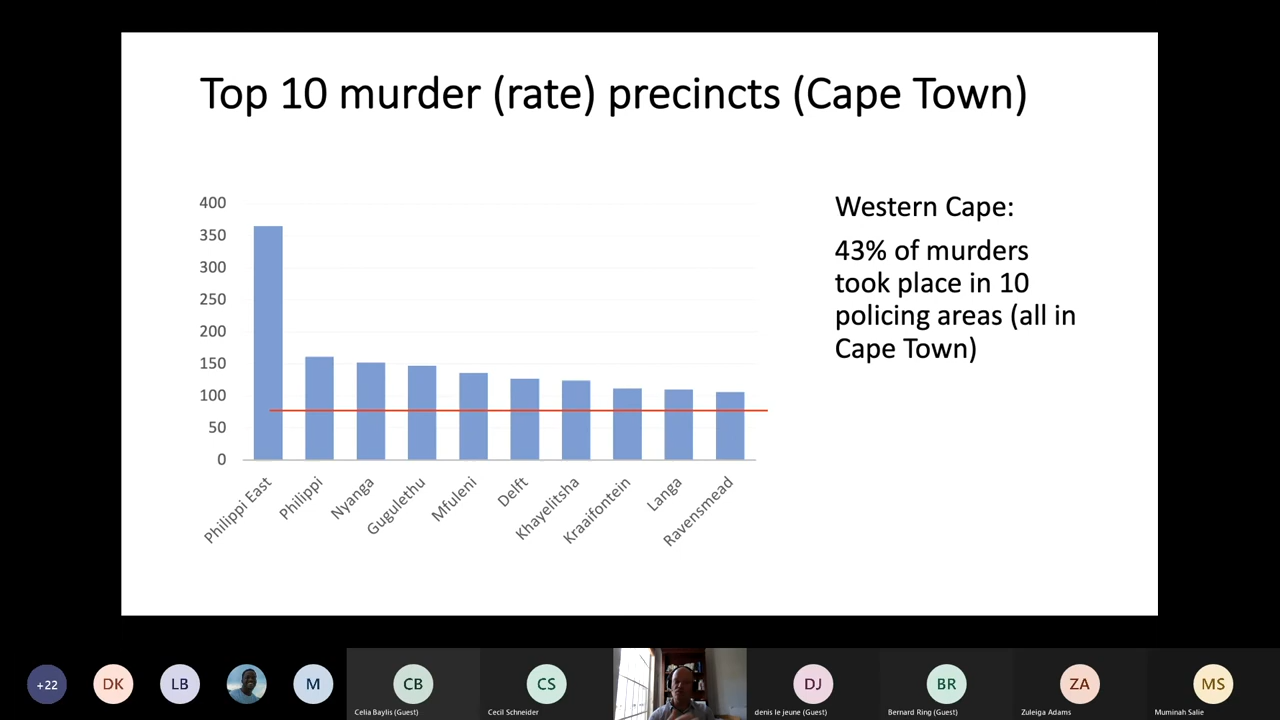 Top 10 murder (rate) precincts (Cape Town)
400
350
300
250
200
150
100
50
0
Philippi East
Philippi
Nyanga
Gugulethu
Mfuleni
Delft
Khayelitsha
Kraaifontein
Langa
Ravensmead
Western Cape:
43% of murders
took place in 10
policing areas (all in
Cape Town)
+22
DK
LB
M
CB
CS
DJ
BR
ZA
MS
Celia Baylis (Guest)
Cecil Schneider
denis le jeune (Guest)
Bernard Ring (Guest)
Zuleiga Adams
Muminah Salie